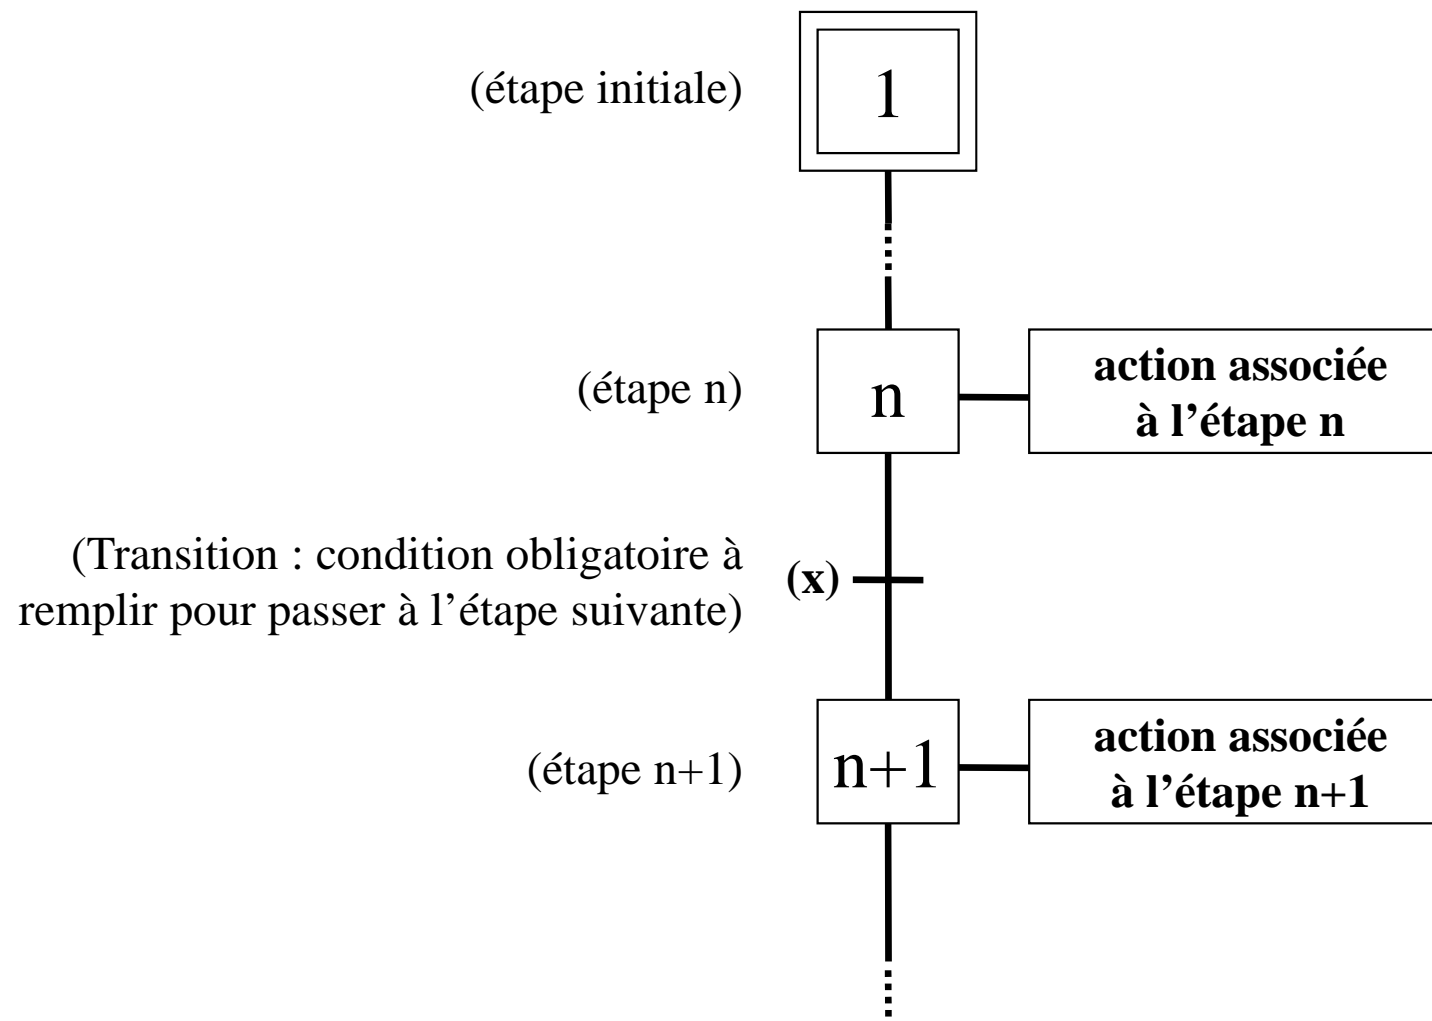 (étape initiale)
1
(étape n)
n
action associée
à l’étape n
(Transition : condition obligatoire à
remplir pour passer à l’étape suivante)
(x)
(étape n+1)
n+1
action associée
à l’étape n+1